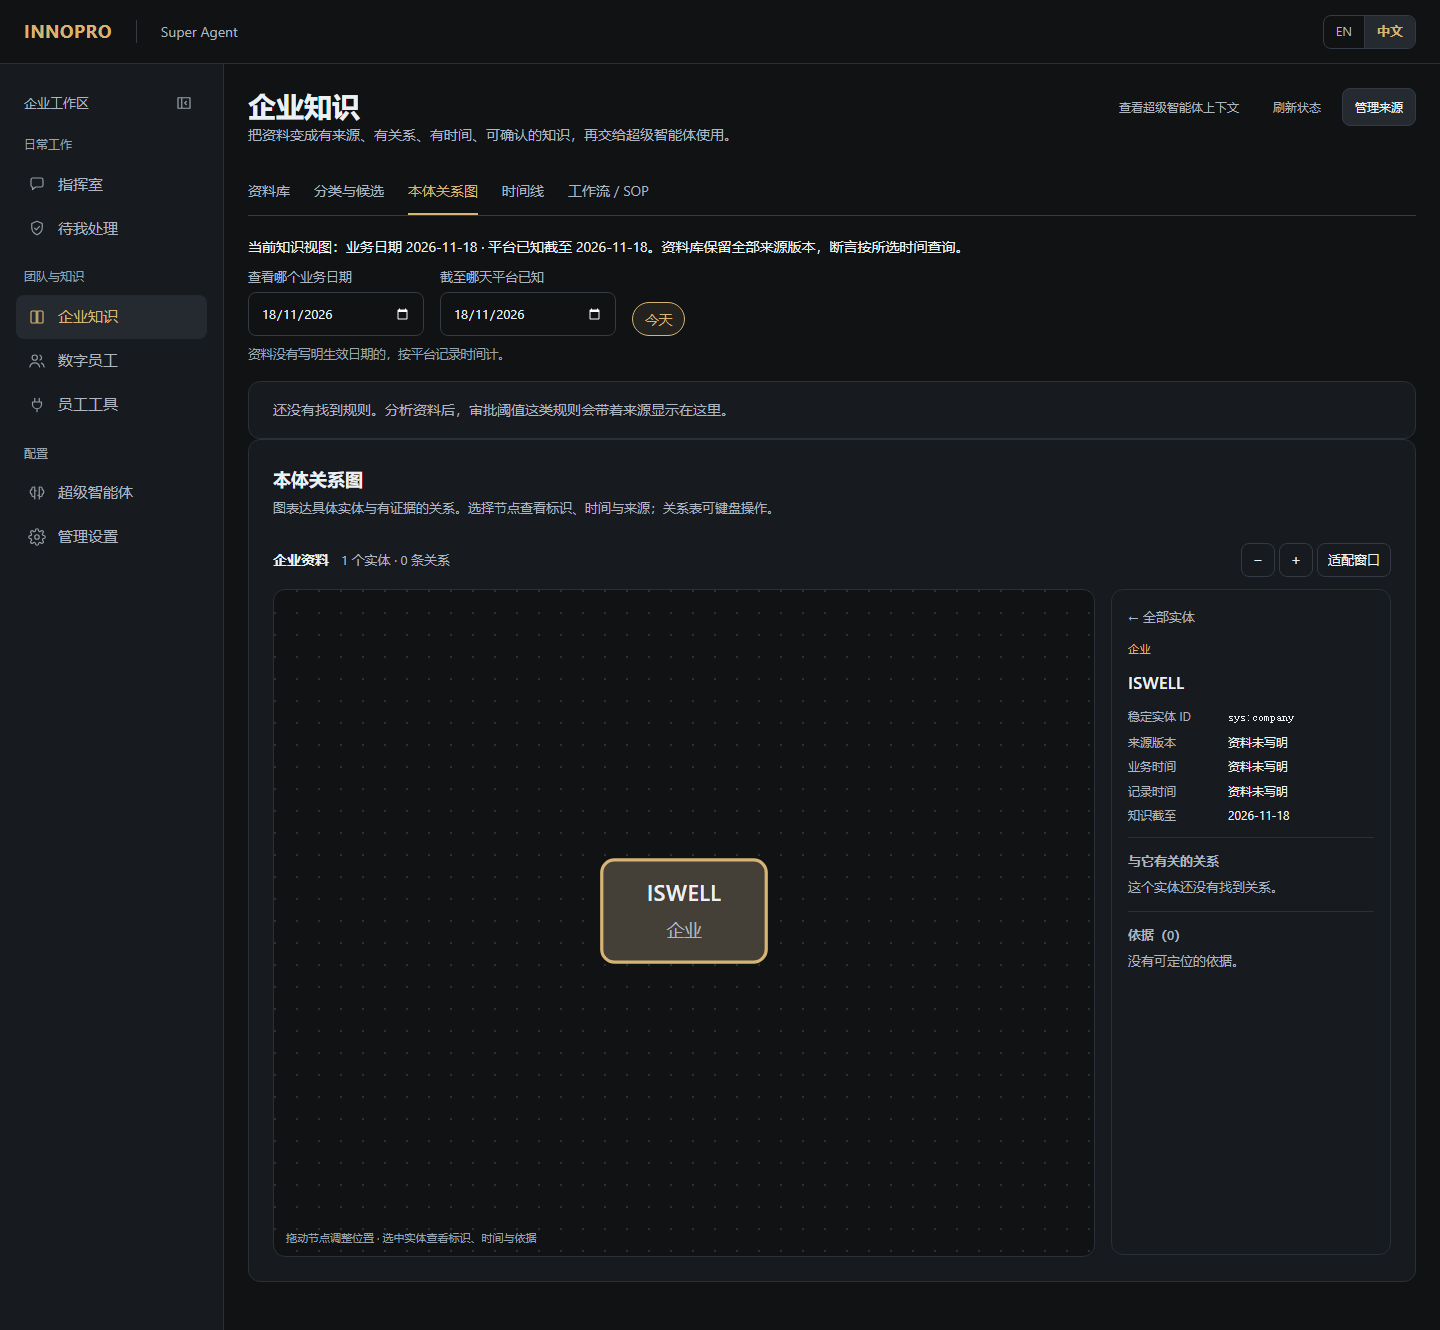 INNOPRO
Super Agent
EN
中文
企业工作区
日常工作
指挥室
待我处理
团队与知识
企业知识
数字员工
员工工具
配置
超级智能体
管理设置
企业知识
把资料变成有来源、有关系、有时间、可确认的知识，再交给超级智能体使用。
查看超级智能体上下文
刷新状态
管理来源
资料库
分类与候选
本体关系图
时间线
工作流 / SOP
当前知识视图：业务日期 2026-11-18 · 平台已知截至 2026-11-18。资料库保留全部来源版本，断言按所选时间查询。
查看哪个业务日期
截至哪天平台已知
18/11/2026
18/11/2026
今天
资料没有写明生效日期的，按平台记录时间计。
还没有找到规则。分析资料后，审批阈值这类规则会带着来源显示在这里。
本体关系图
图表达具体实体与有证据的关系。选择节点查看标识、时间与来源；关系表可键盘操作。
企业资料 1 个实体 · 0 条关系
−
+
适配窗口
ISWELL
企业
拖动节点调整位置 · 选中实体查看标识、时间与依据
← 全部实体
企业
ISWELL
稳定实体 ID sys:company
来源版本 资料未写明
业务时间 资料未写明
记录时间 资料未写明
知识截至 2026-11-18
与它有关的关系
这个实体还没有找到关系。
依据（0）
没有可定位的依据。